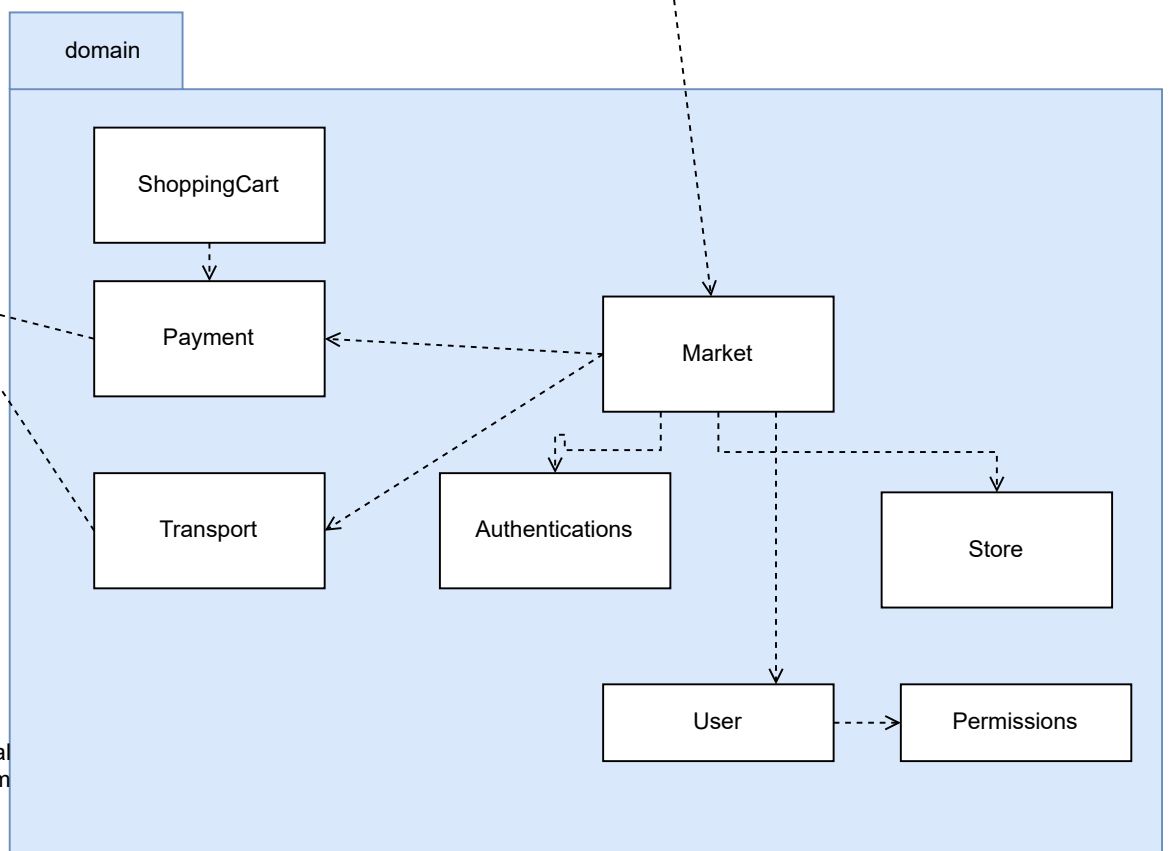 domain
ShoppingCart
Payment
Market
Transport
Authentications
Store
User
Permissions